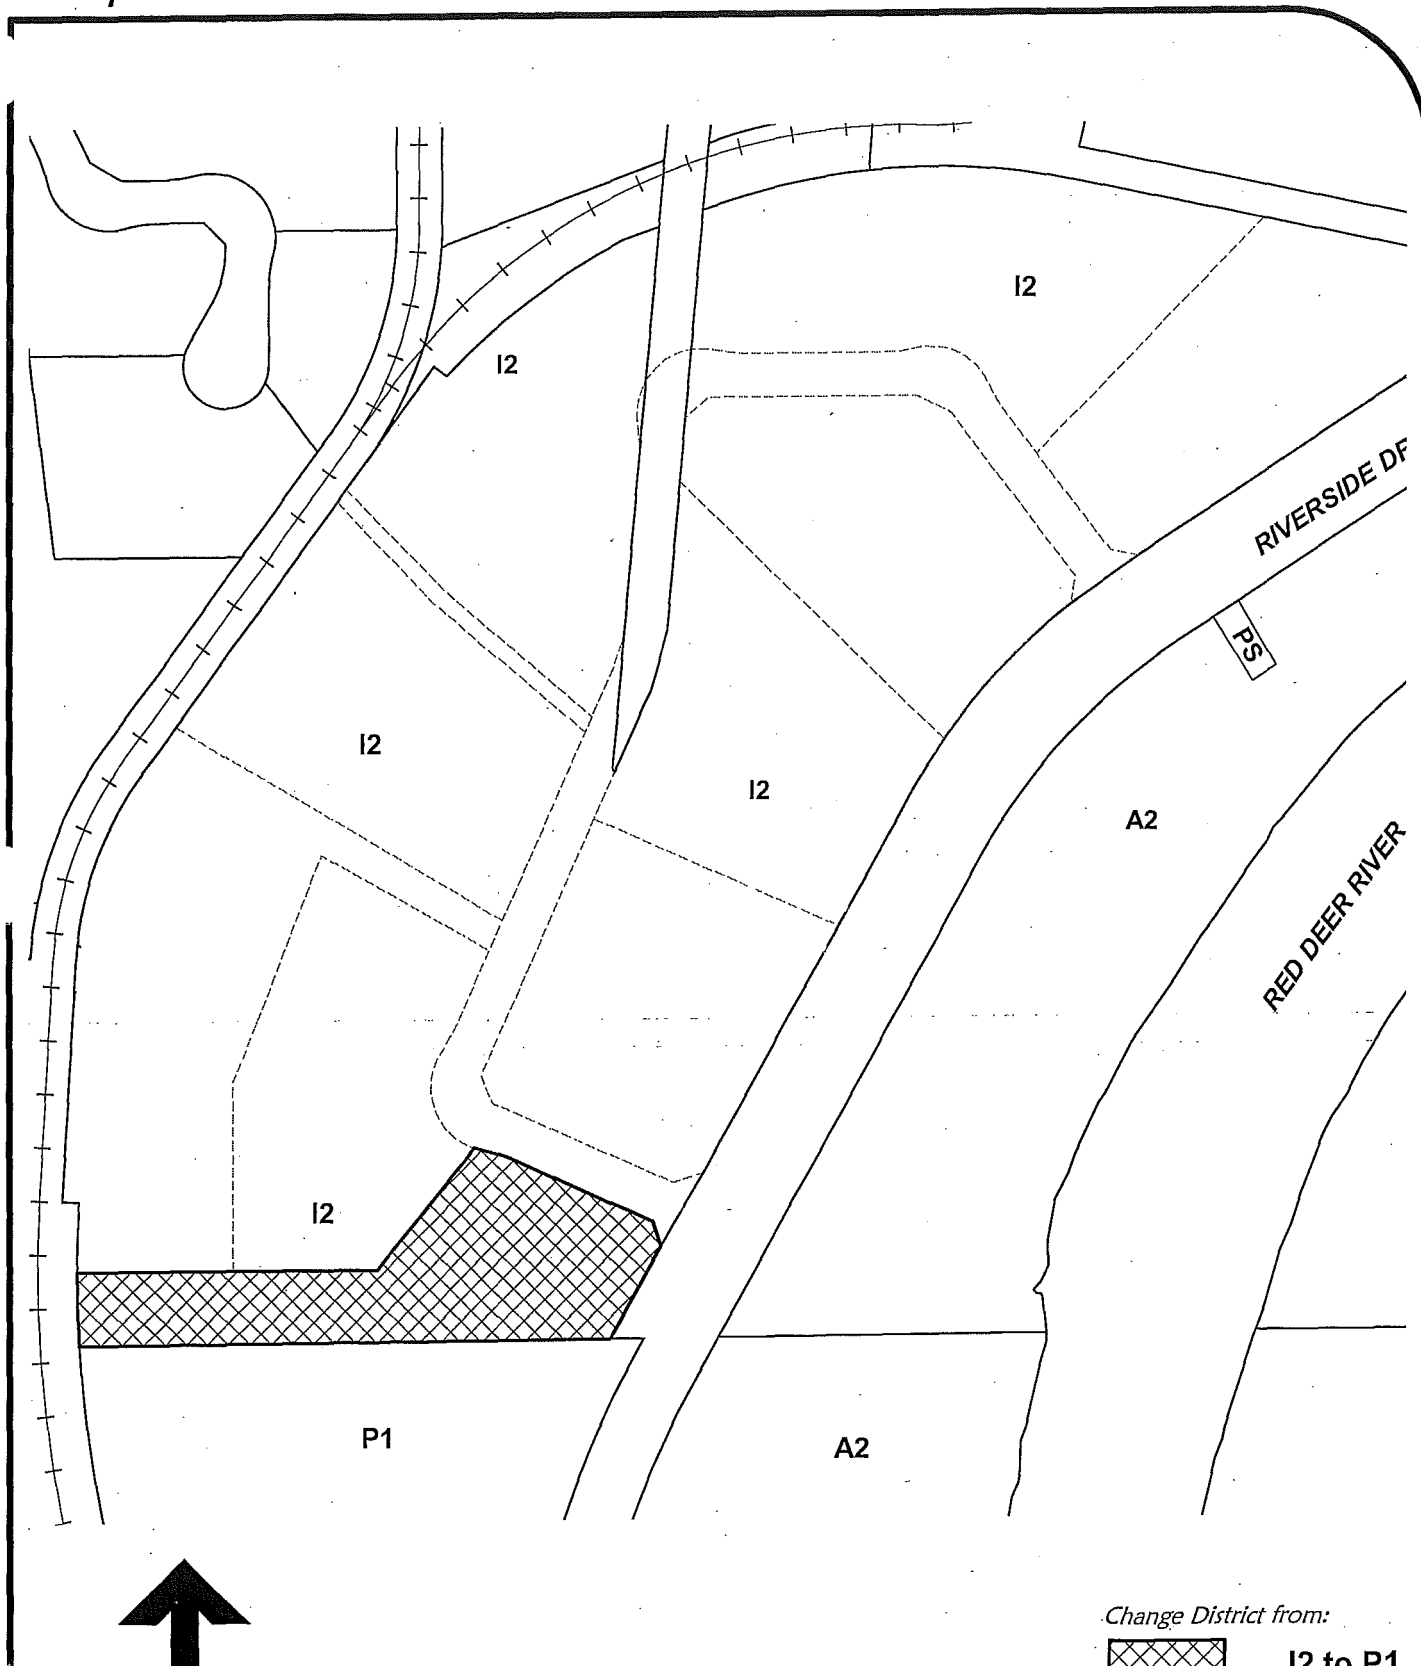 I2
I2
RIVERSIDE DR
PS
I2
I2
A2
RED DEER RIVER
I2
P1
A2
Change District from:
I2 to P1